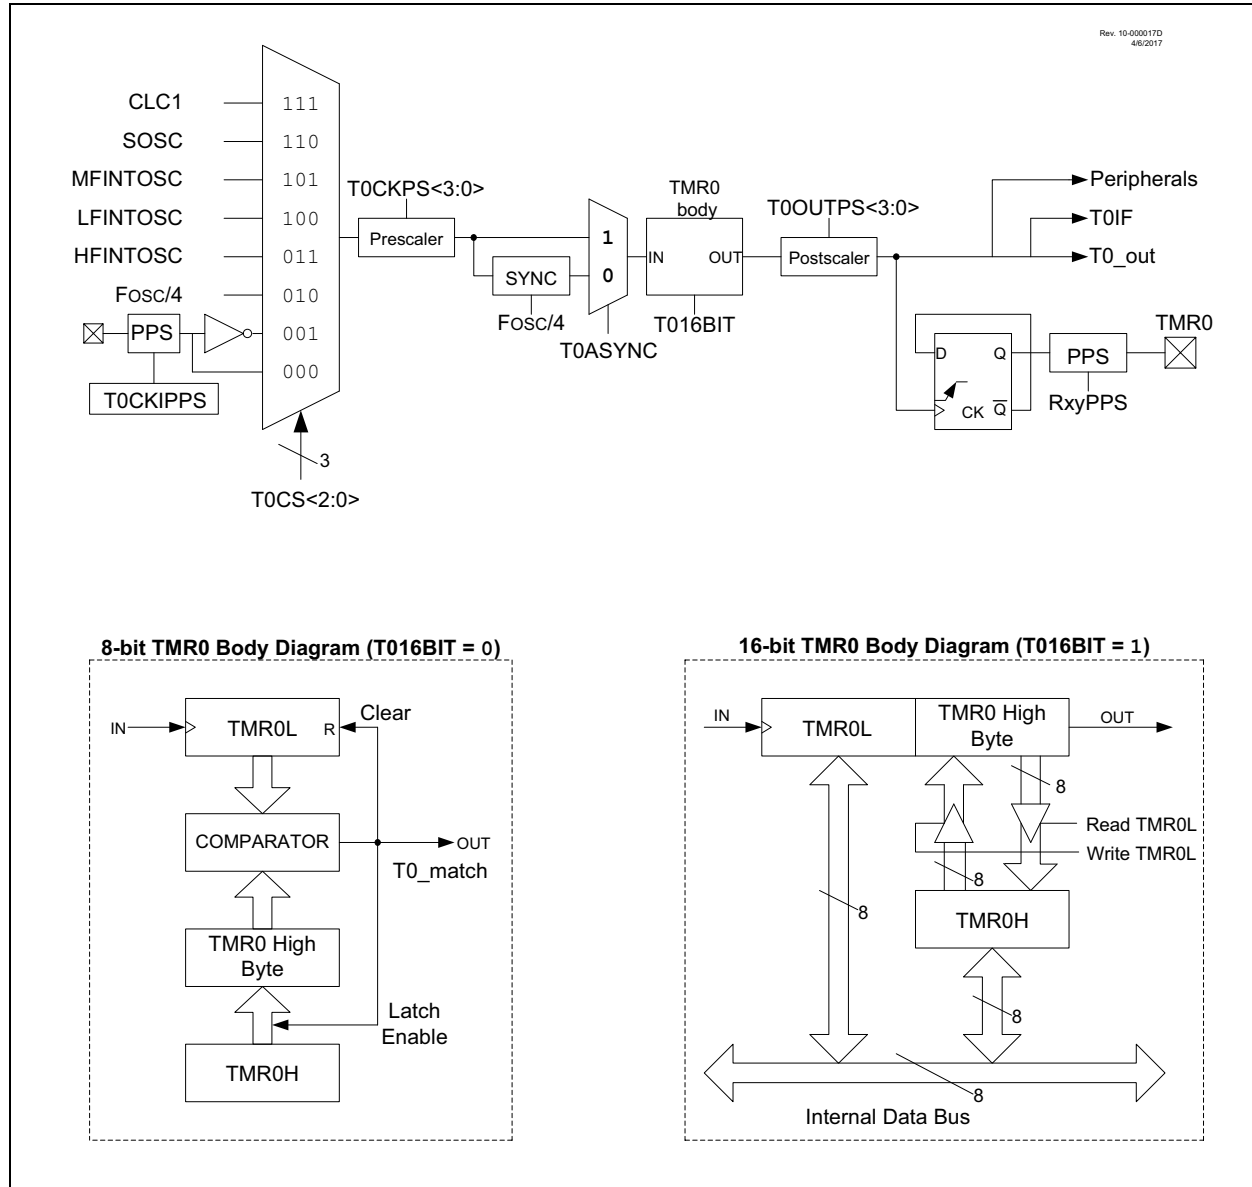 Rev. 10-000017D
4/6/2017
CLC1
111
SOSC
110
MFINTOSC
101
LFINTOSC
100
HFINTOSC
011
FOSC/4
010
PPS
001
000
T0CKIPPS
3
T0CS<2:0>
T0CKPS<3:0>
Prescaler
SYNC
FOSC/4
1
0
T0ASYNC
TMR0
body
IN
OUT
T016BIT
T0OUTPS<3:0>
Postscaler
Peripherals
T0IF
T0_out
D
Q
CK
Q
PPS
RxyPPS
TMR0
8-bit TMR0 Body Diagram (T016BIT = 0)
IN
TMR0L
R
Clear
COMPARATOR
OUT
T0_match
TMR0 High
Byte
Latch
Enable
TMR0H
16-bit TMR0 Body Diagram (T016BIT = 1)
IN
TMR0L
TMR0 High
Byte
OUT
8
Read TMR0L
Write TMR0L
8
8
TMR0H
8
8
Internal Data Bus